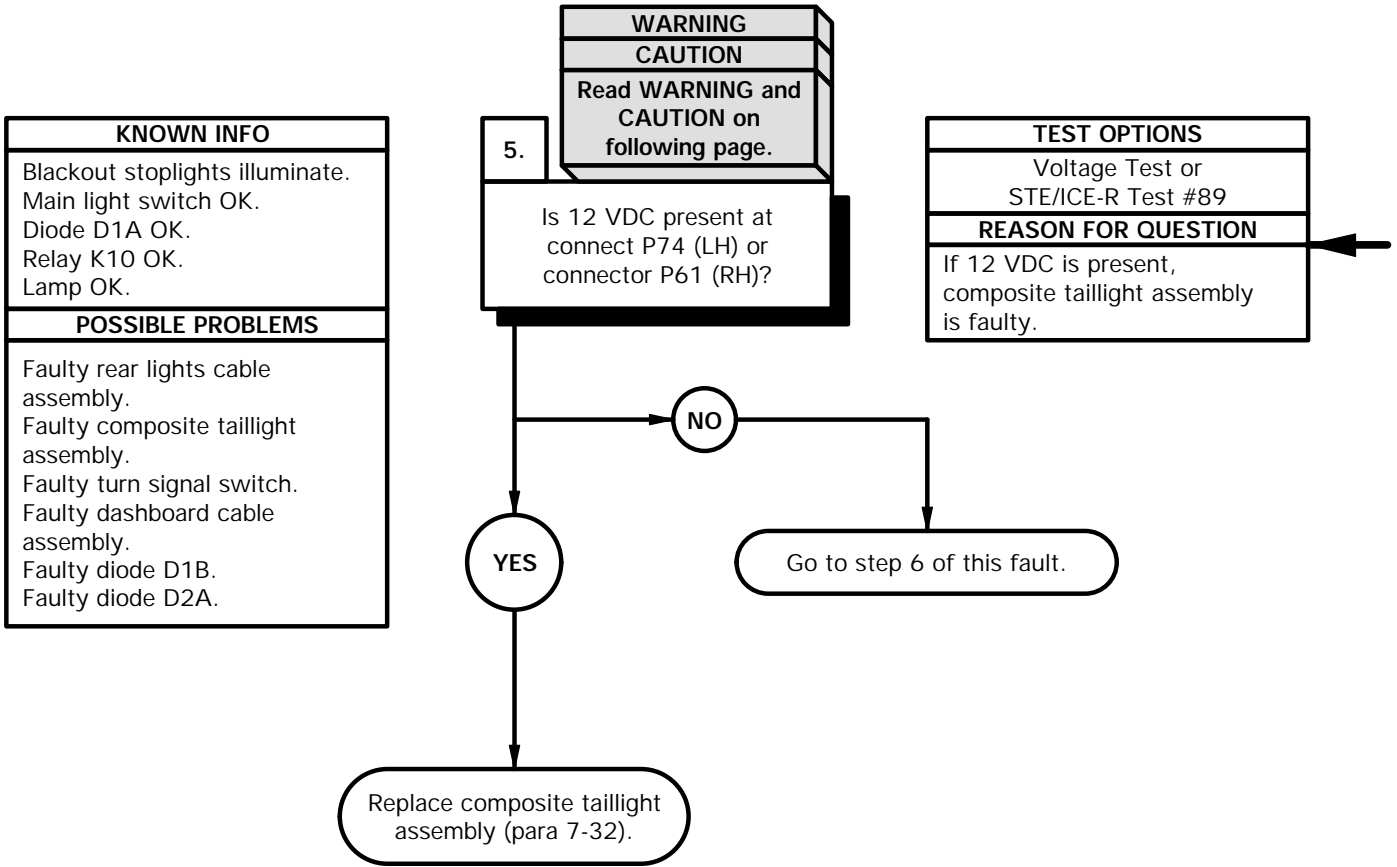 WARNING
CAUTION
Read WARNING and
CAUTION on
following page.
KNOWN INFO
Blackout stoplights illuminate.
Main light switch OK.
Diode D1A OK.
Relay K10 OK.
Lamp OK.
POSSIBLE PROBLEMS
Faulty rear lights cable
assembly.
Faulty composite taillight
assembly.
Faulty turn signal switch.
Faulty dashboard cable
assembly.
Faulty diode D1B.
Faulty diode D2A.
5.
Is 12 VDC present at
connect P74 (LH) or
connector P61 (RH)?
TEST OPTIONS
Voltage Test or
STE/ICE-R Test #89
REASON FOR QUESTION
If 12 VDC is present,
composite taillight assembly
is faulty.
NO
YES
Go to step 6 of this fault.
Replace composite taillight
assembly (para 7-32).